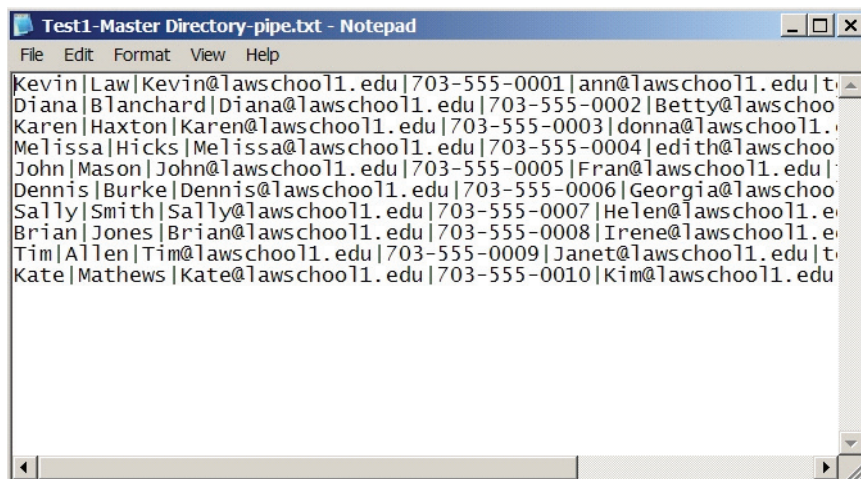 Test1-Master Directory-pipe.txt - Notepad
File Edit Format View Help
Kevin|Law|Kevin@lawschool1.edu|703-555-0001|ann@lawschool1.edu|t
Diana|Blanchard|Diana@lawschool1.edu|703-555-0002|Betty@lawschoo
Karen|Haxton|Karen@lawschool1.edu|703-555-0003|donna@lawschool1.
Melissa|Hicks|Melissa@lawschool1.edu|703-555-0004|edith@lawschoo
John|Mason|John@lawschool1.edu|703-555-0005|Fran@lawschool1.edu|
Dennis|Burke|Dennis@lawschool1.edu|703-555-0006|Georgia@lawschoo
Sally|Smith|Sally@lawschool1.edu|703-555-0007|Helen@lawschool1.e
Brian|Jones|Brian@lawschool1.edu|703-555-0008|Irene@lawschool1.e
Tim|Allen|Tim@lawschool1.edu|703-555-0009|Janet@lawschool1.edu|t
Kate|Mathews|Kate@lawschool1.edu|703-555-0010|Kim@lawschool1.edu